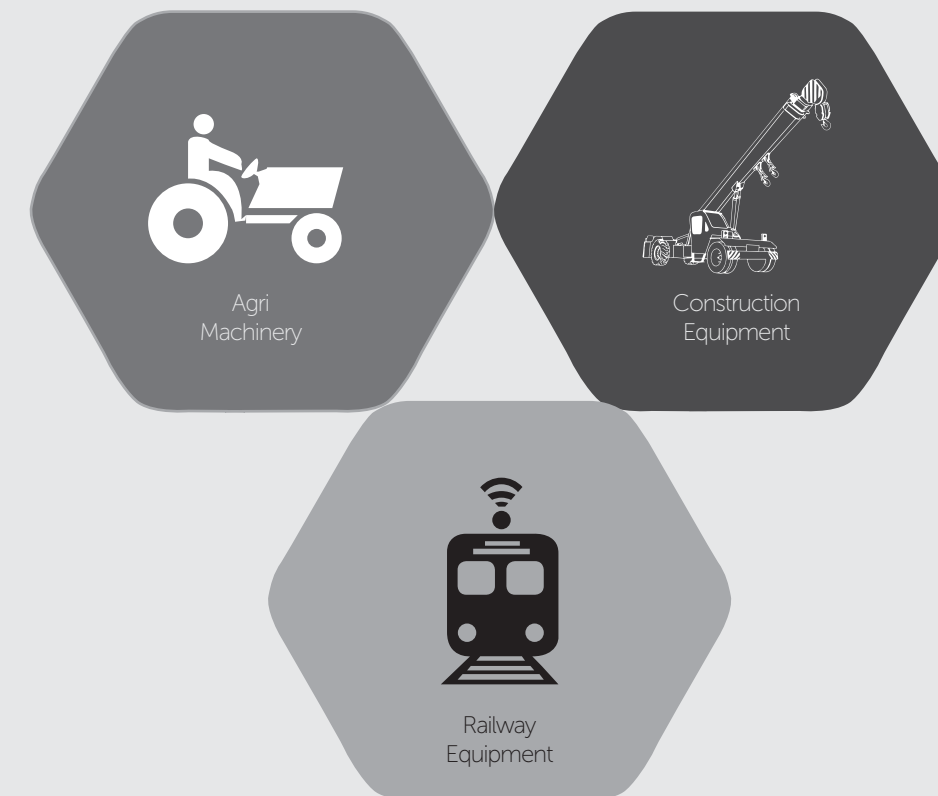 Agri
Machinery
Construction
Equipment
Railway
Equipment